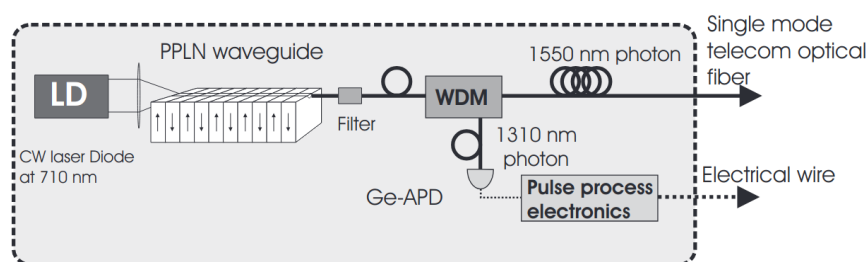 PPLN waveguide
LD
CW laser Diode
at 710 nm
Filter
WDM
1550 nm photon
1310 nm
photon
Ge-APD
Pulse process
electronics
Single mode
telecom optical
fiber
Electrical wire